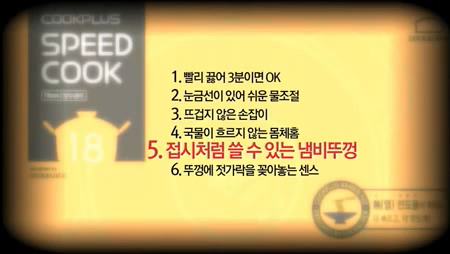 COOKPLUS
SPEED
COOK
18
1. 빨리 끓어 3분이면 OK
2. 눈금선이 있어 쉬운 물조절
3. 뜨겁지 않은 손잡이
4. 국물이 흐르지 않는 몸체홈
5. 접시처럼 쓸 수 있는 냄비뚜껑
6. 뚜껑에 젓가락을 꽂아놓는 센스